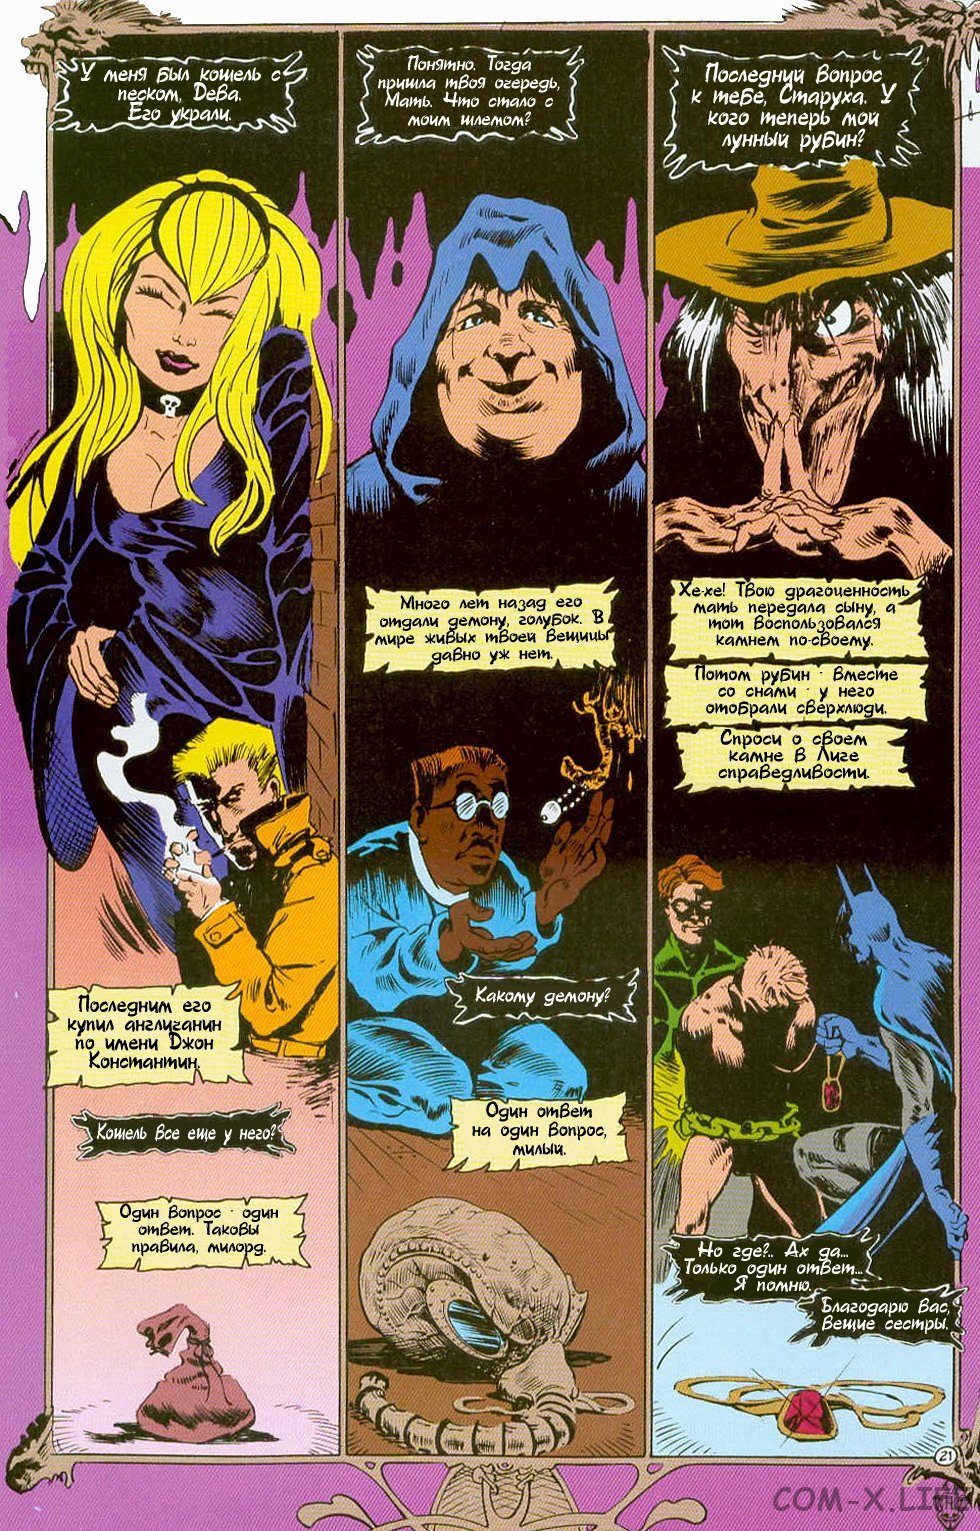 У меня был кошель с
песком, Дева.
Его украли.
Последним его
купил англичанин
по имени Джон
Константин.
Кошель все еще у него?
Один вопрос - один
ответ. Таковы
правила, милорд.
Понятно. Тогда
пришла твоя очередь,
Мать. Что стало с
моим шлемом?
Много лет назад его
отдали демону, голубок. В
мире живых твоей вещицы
давно уж нет.
Какому демону?
Один ответ
на один вопрос,
милый.
Последний вопрос
к тебе, Старуха. У
кого теперь мой
лунный рубин?
Хе-хе! Твою драгоценность
мать передала сыну, а
тот воспользовался
камнем по-своему.
Потом рубин - вместе
со снами - у него
отобрали сверхлюди.
Спроси о своем
камне в Лиге
справедливости.
Но где?.. Ах да...
Только один ответ...
Я помню.
Благодарю Вас,
Вещие сестры.
21
COM-X.LIFE